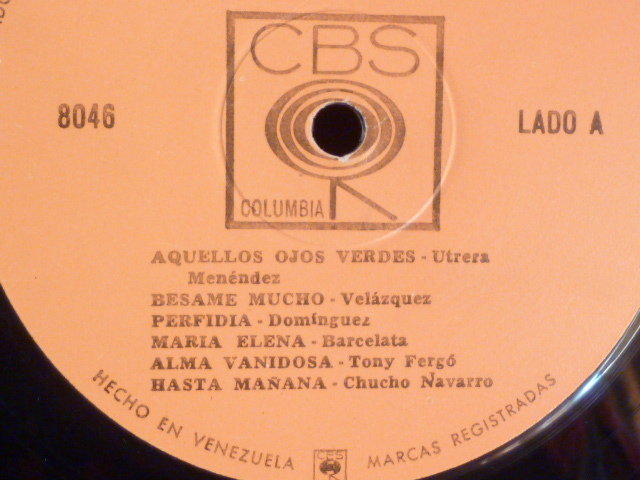 CBS
8046
LADO A
COLUMBIA
AQUELLOS OJOS VERDES - Utrera
Menéndez
BESAME MUCHO - Velázquez
PERFIDIA - Domínguez
MARIA ELENA - Barcelata
ALMA VANIDOSA - Tony Fergó
HASTA MAÑANA - Chucho Navarro
HECHO EN VENEZUELA
CBS
MARCAS REGISTRADAS